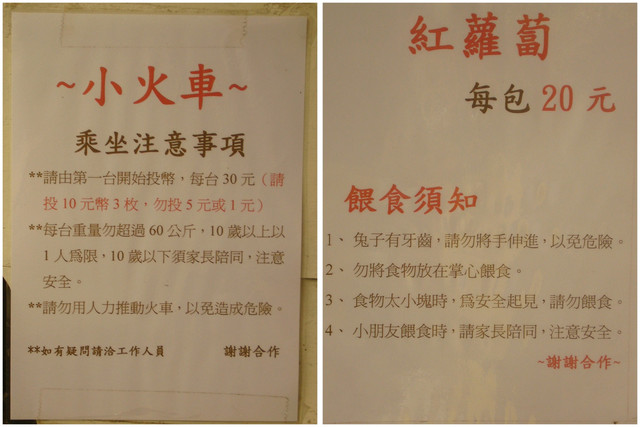 ~小火車~
乘坐注意事項
**請由第一台開始投幣，每台 30 元（請
投 10 元幣 3 枚，勿投 5 元或 1 元）
**每台重量勿超過 60 公斤，10 歲以上以
1 人爲限，10 歲以下須家長陪同，注意
安全。
**請勿用人力推動火車，以免造成危險。
**如有疑問請洽工作人員 謝謝合作
紅蘿蔔
每包 20 元
餵食須知
1、 兔子有牙齒，請勿將手伸進，以免危險。
2、 勿將食物放在掌心餵食。
3、 食物太小塊時，爲安全起見，請勿餵食。
4、 小朋友餵食時，請家長陪同，注意安全。
~謝謝合作~